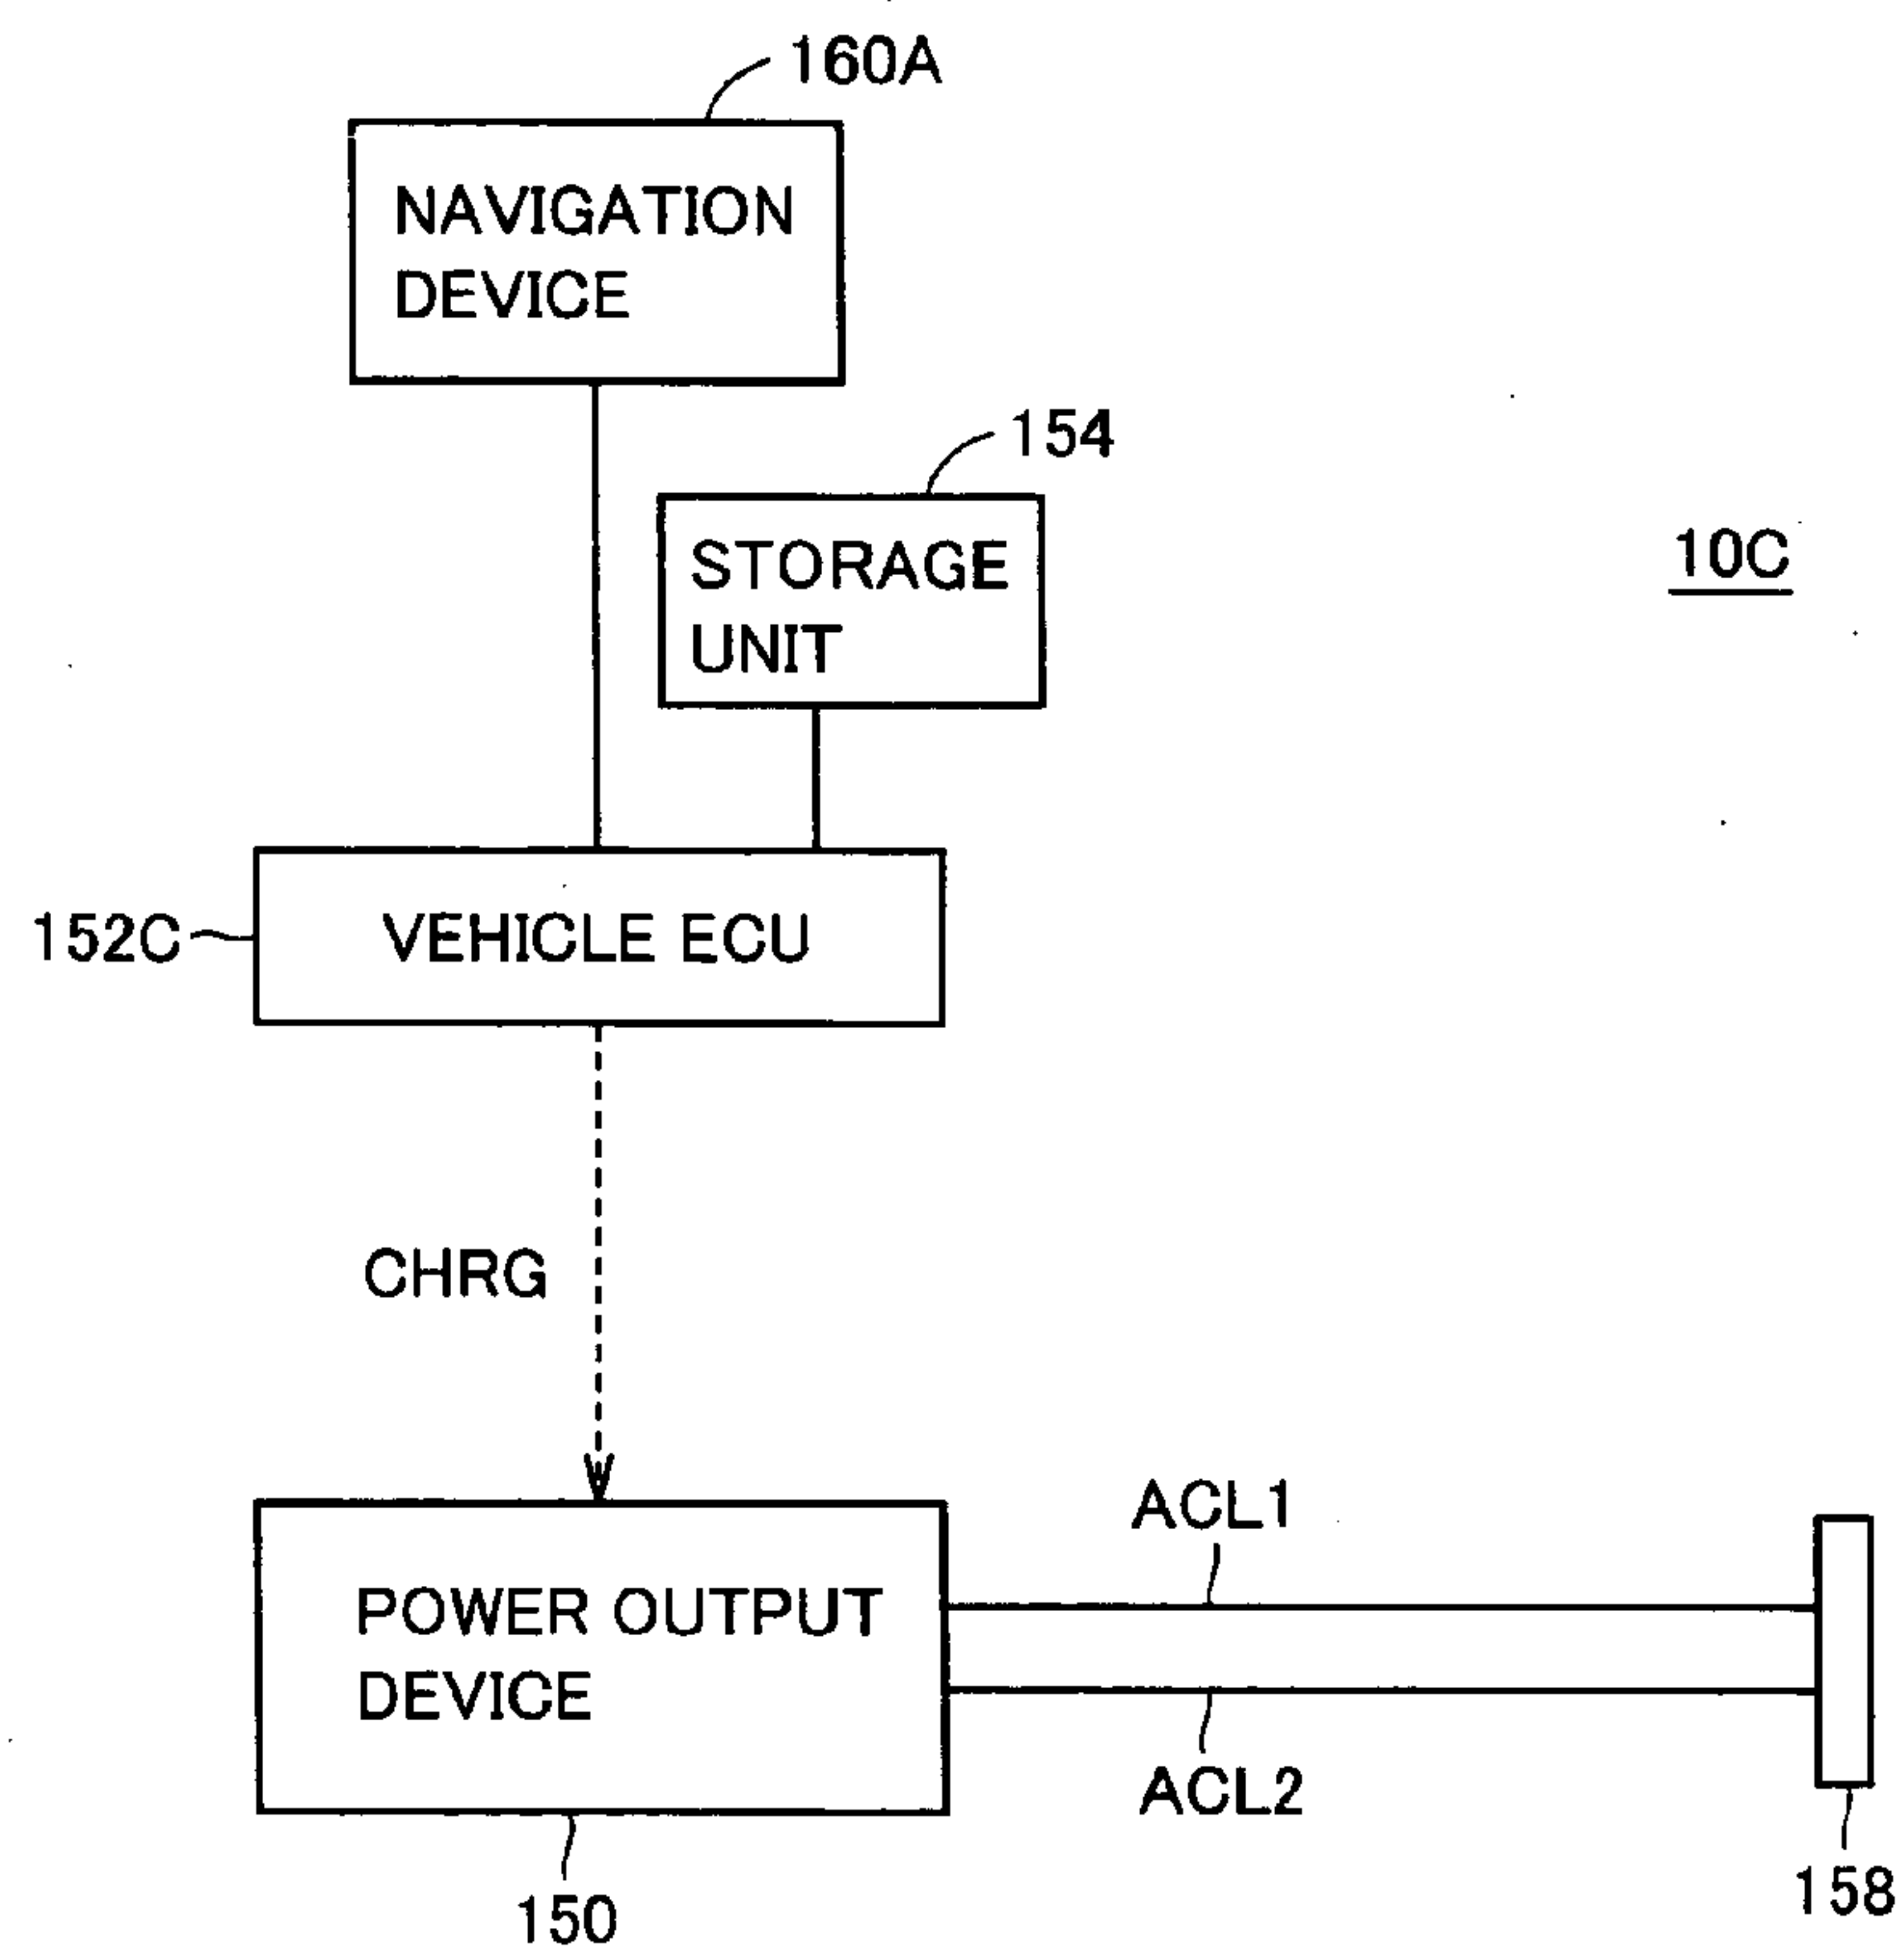 160A
NAVIGATION
DEVICE
154
STORAGE
UNIT
10C
152C
VEHICLE ECU
CHRG
ACL1
POWER OUTPUT
DEVICE
ACL2
150
158